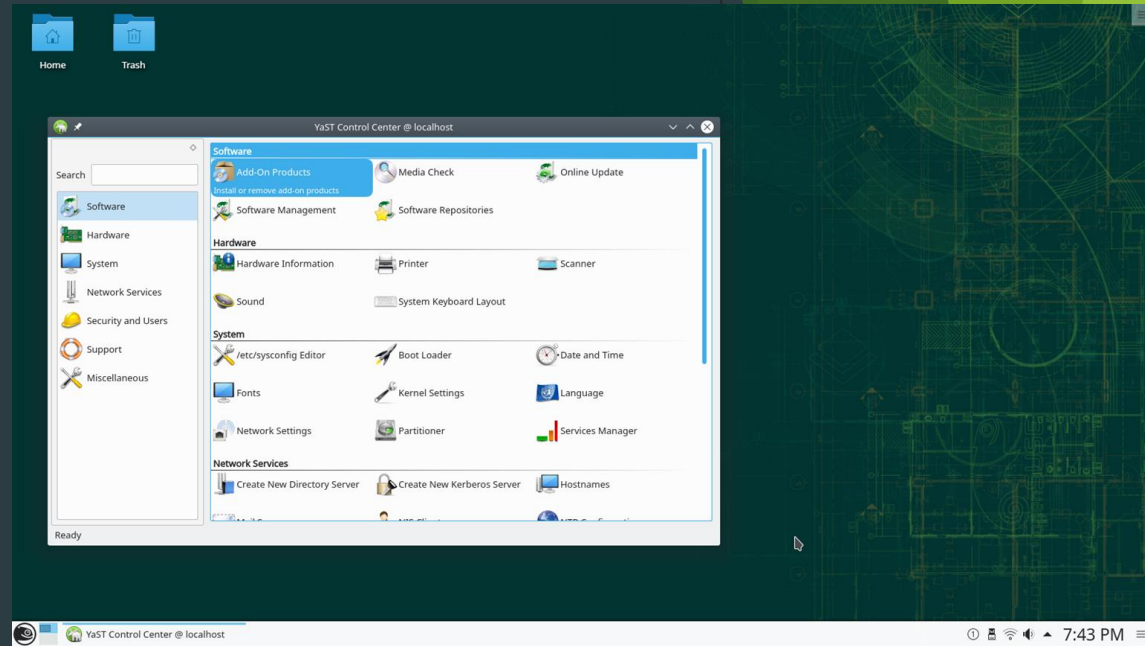 Home
Trash
YaST Control Center @ localhost
Search
Software
Hardware
System
Network Services
Security and Users
Support
Miscellaneous
Software
Add-On Products
Install or remove add-on products
Media Check
Online Update
Software Management
Software Repositories
Hardware
Hardware Information
Printer
Scanner
Sound
System Keyboard Layout
System
/etc/sysconfig Editor
Boot Loader
Date and Time
Fonts
Kernel Settings
Language
Network Settings
Partitioner
Services Manager
Network Services
Create New Directory Server
Create New Kerberos Server
Hostnames
Ready
YaST Control Center @ localhost
7:43 PM